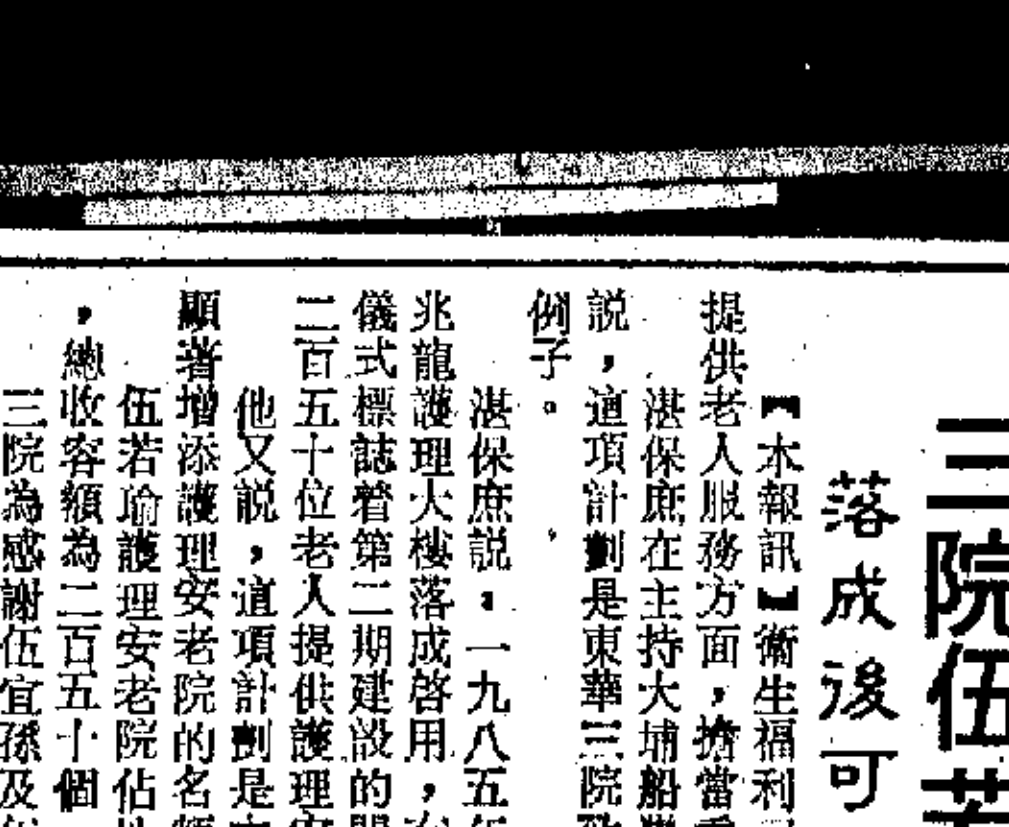 三院伍
落成後可
【本報訊】衛生福利
提供老人服務方面，擔當
湛保庶在主持大埔船
説，這項計劃是東華三院
例子。
湛保庶説：一九八五
兆龍護理大樓落成啓用，
儀式標誌着第二期建設的
二百五十位老人提供護理
他又説，這項計劃是
顯著增添護理安老院的名
伍若瑜護理安老院佔
，總收容額為二百五十個
三院為感謝伍宜孫及